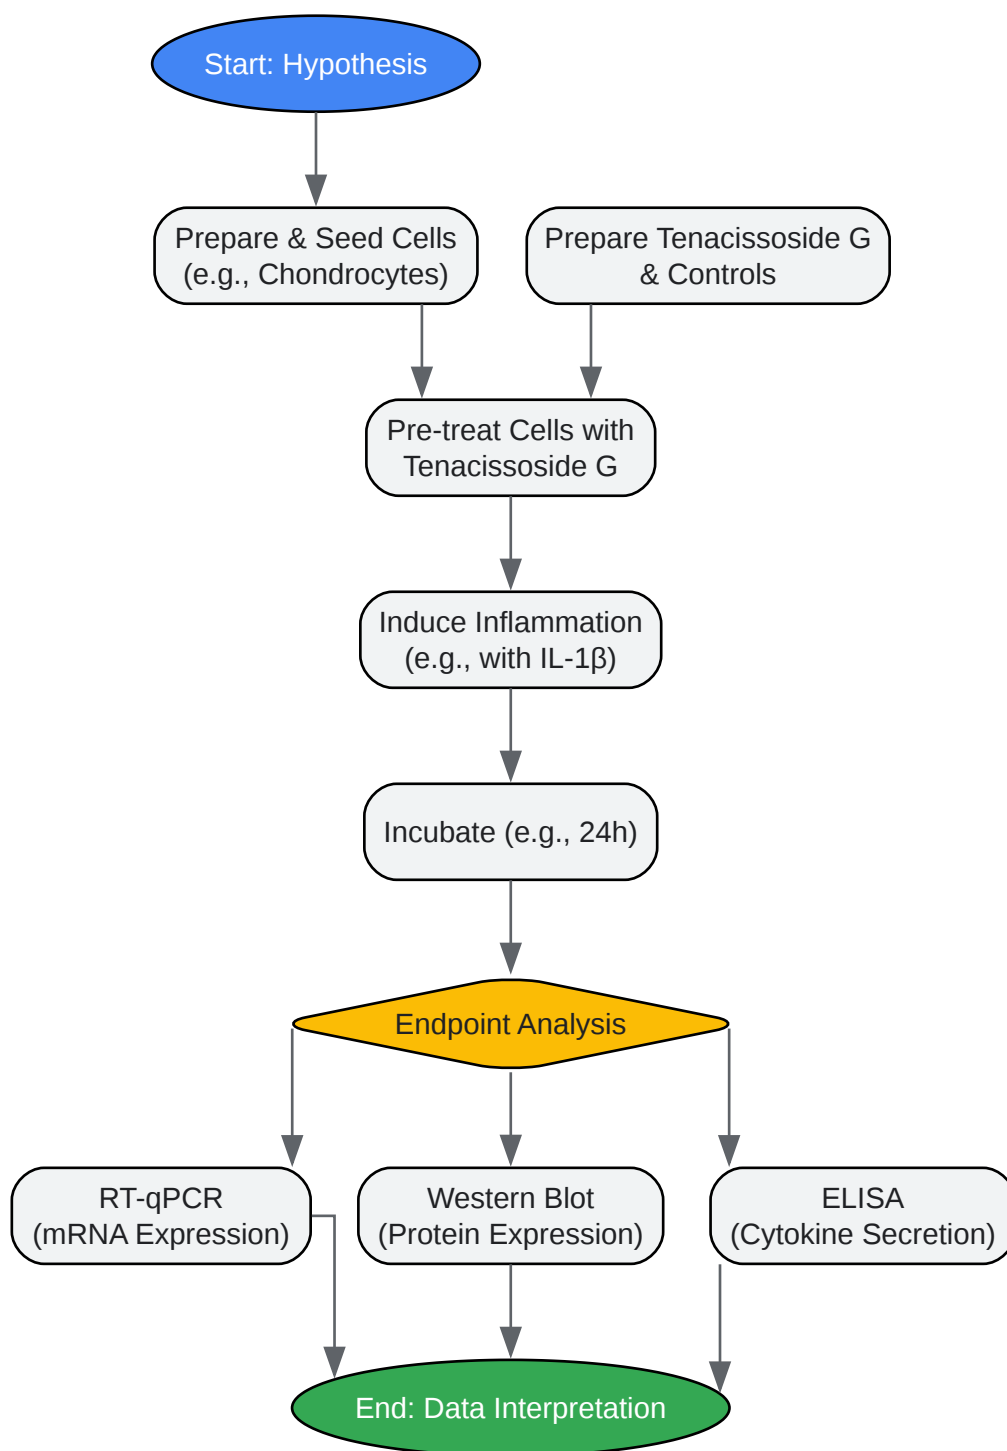 Start: Hypothesis
Prepare & Seed Cells
(e.g., Chondrocytes)
Prepare Tenacissoside G
& Controls
Pre-treat Cells with
Tenacissoside G
Induce Inflammation
(e.g., with IL-1β)
Incubate (e.g., 24h)
Endpoint Analysis
RT-qPCR
(mRNA Expression)
Western Blot
(Protein Expression)
ELISA
(Cytokine Secretion)
End: Data Interpretation